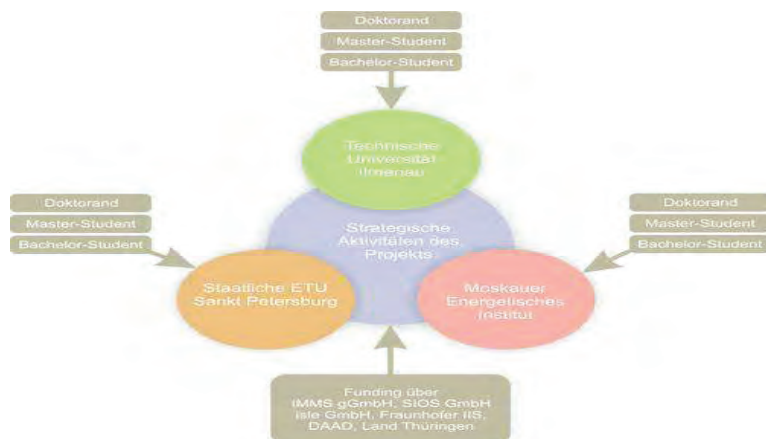 Doktorand
Master-Student
Bachelor-Student
Technische
Universität
Ilmenau
Doktorand
Master-Student
Bachelor-Student
Doktorand
Master-Student
Bachelor-Student
Strategische
Aktivitäten des
Projekts
Staatliche ETU
Sankt Petersburg
Moskauer
Energetisches
Institut
Funding über
IMMS gGmbH, SIOS GmbH
isle GmbH, Fraunhofer IIS,
DAAD, Land Thüringen